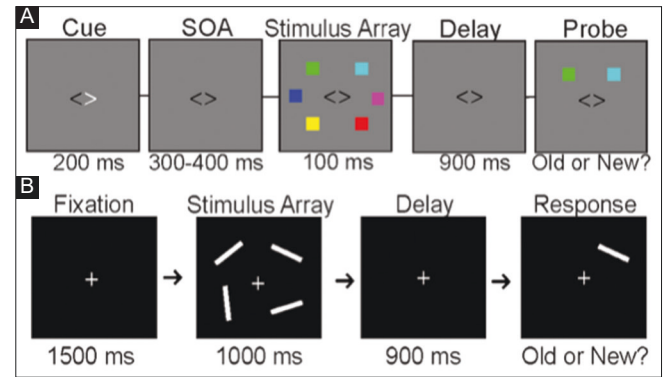 A
Cue SOA Stimulus Array Delay Probe
<> <> <> <> <>
200 ms 300-400 ms 100 ms 900 ms Old or New?
B
Fixation Stimulus Array Delay Response
+ → + → + → +
1500 ms 1000 ms 900 ms Old or New?